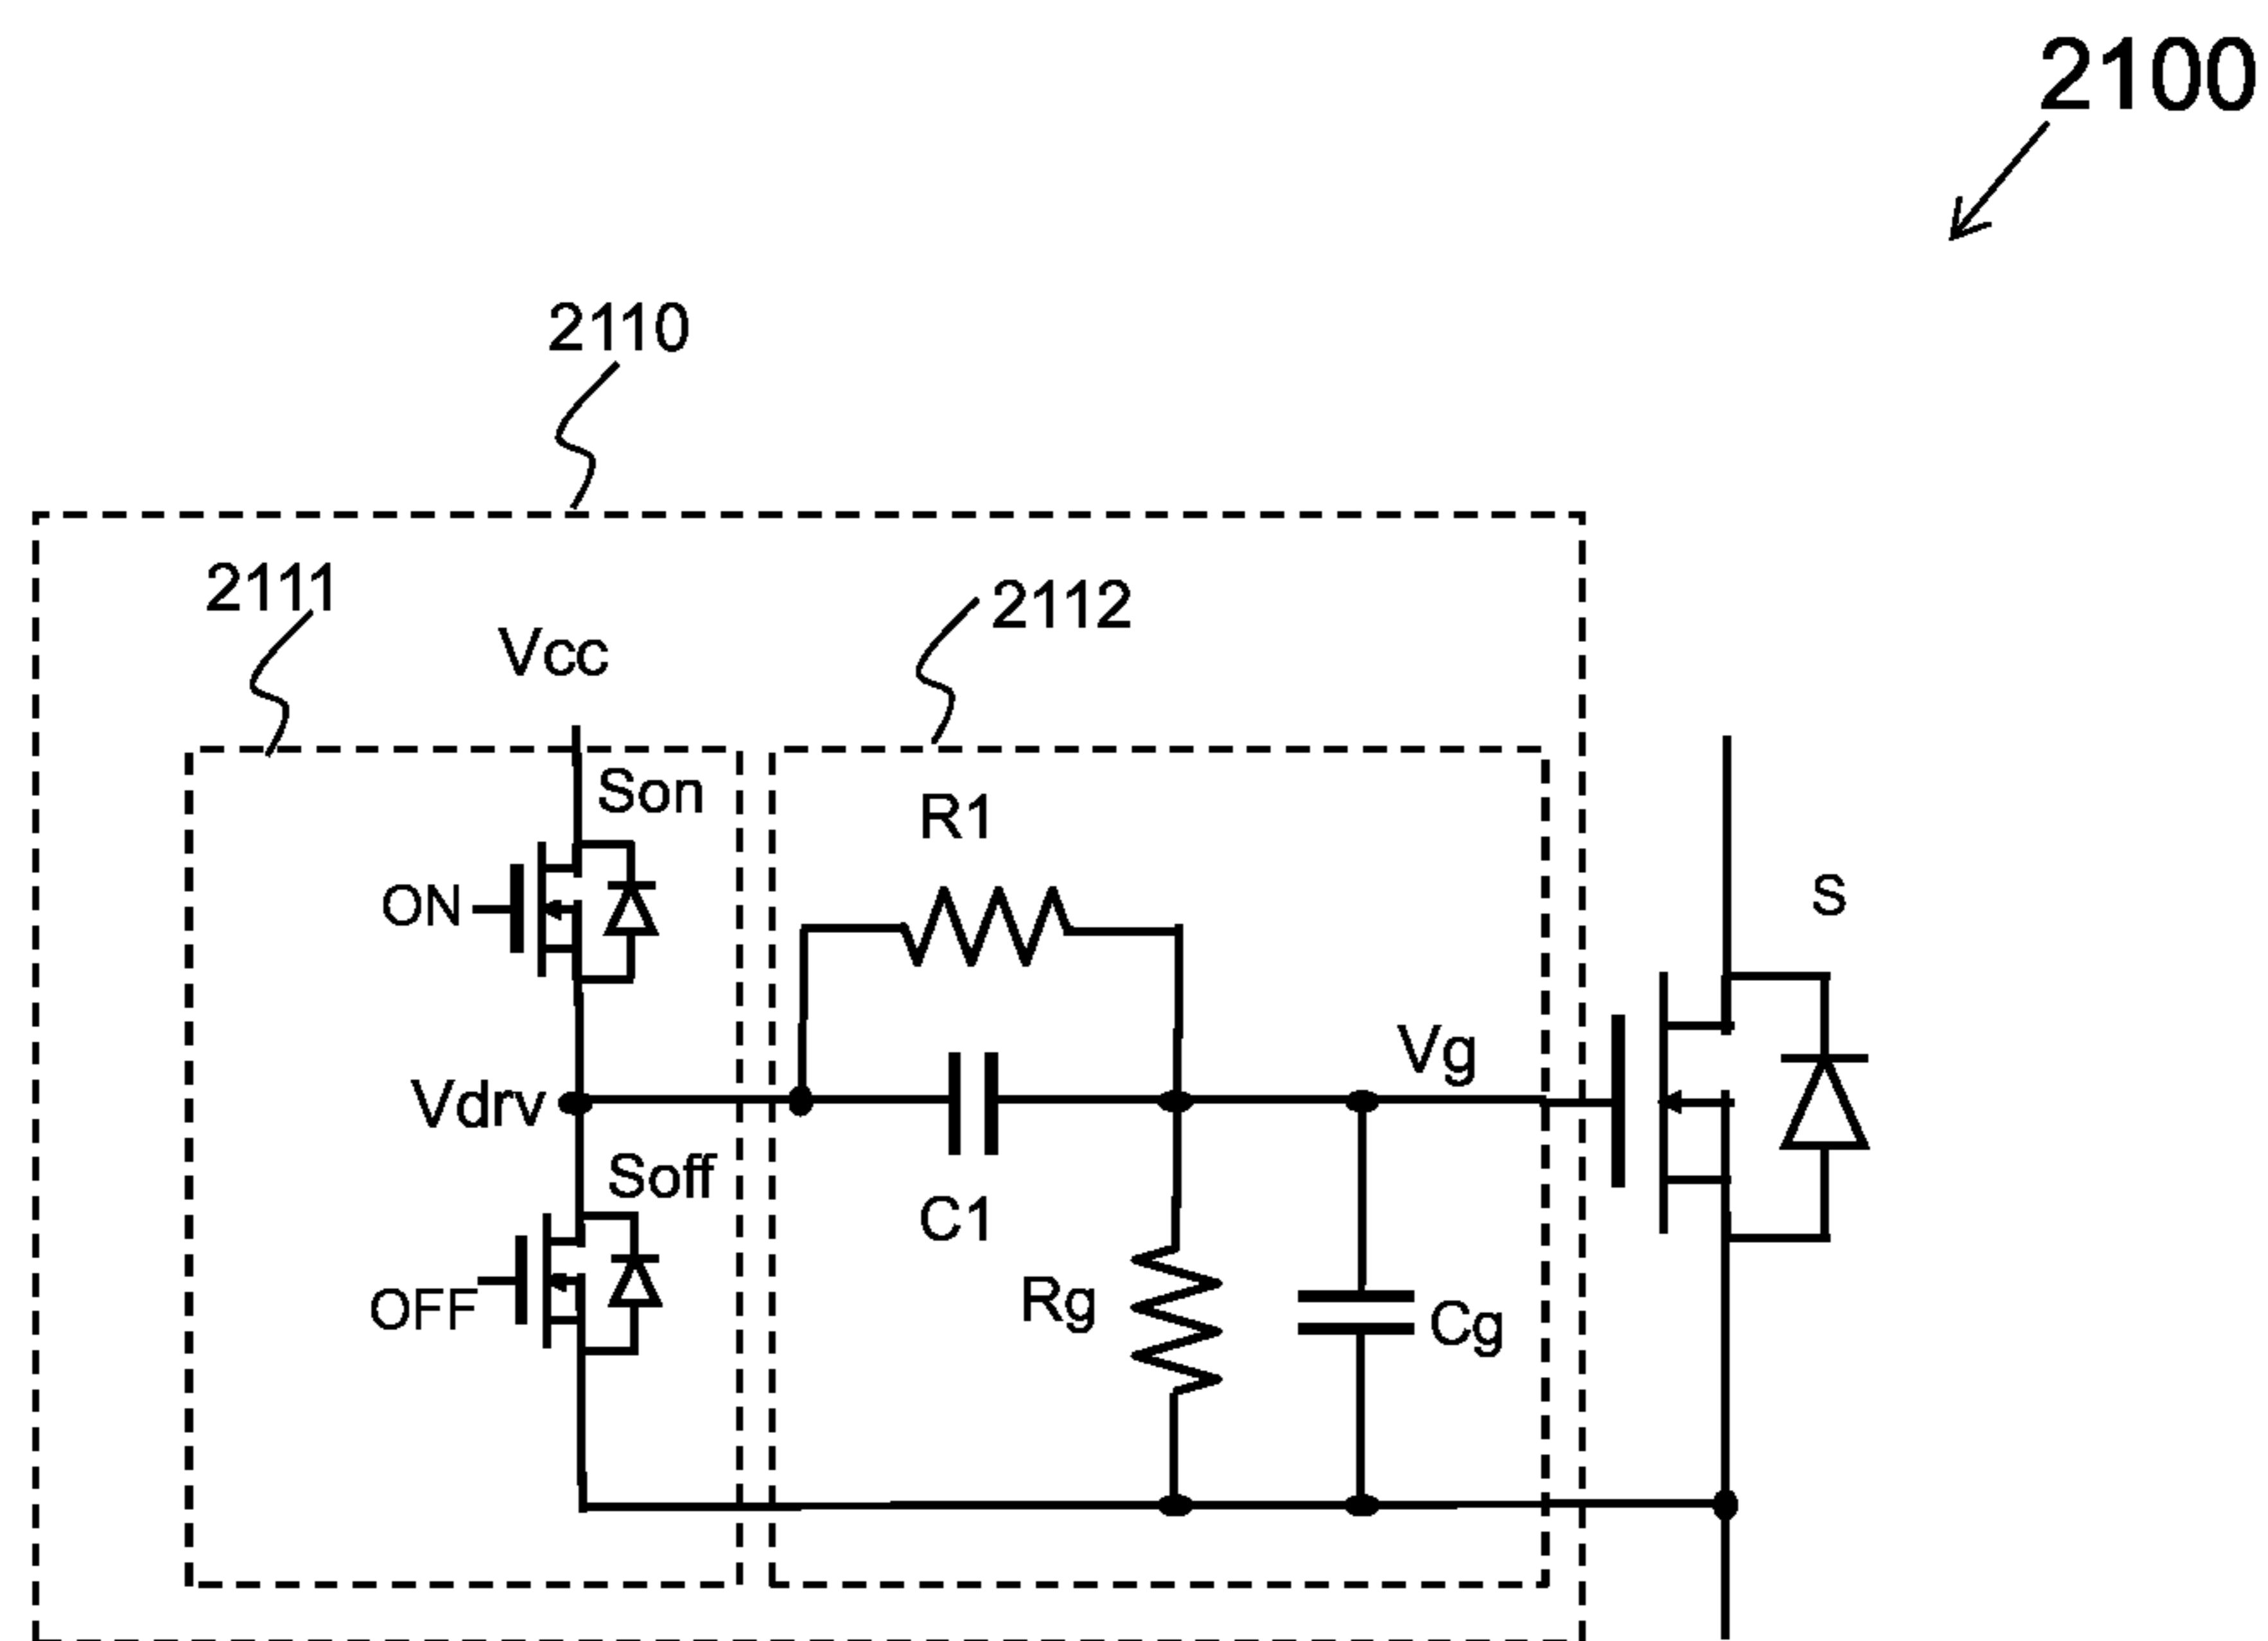 2100
2110
2111
2112
Vcc
Son
R1
ON
S
Vg
Vdrv
Soff
C1
OFF
Rg
Cg